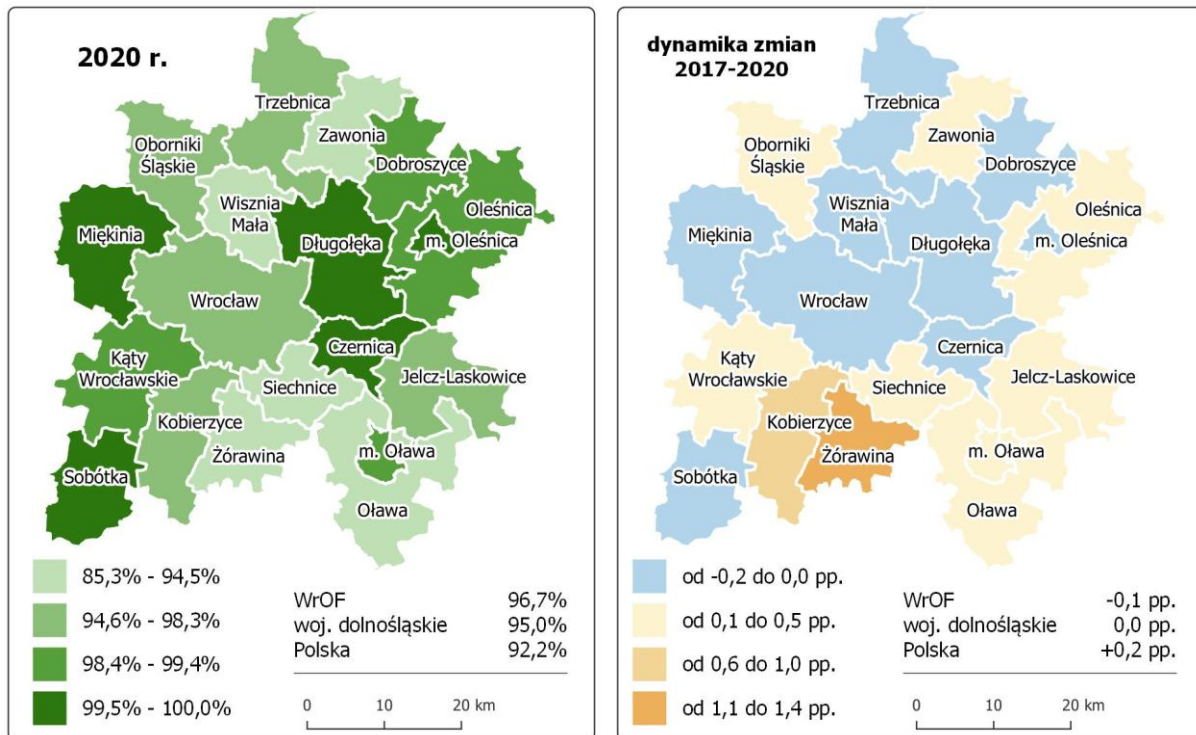 2020 r.
Trzebnica
Zawonia
Oborniki
Śląskie
Dobroszyce
Wisznia
Mała
Oleśnica
Miękinia
Długołęka
m. Oleśnica
Wrocław
Czernica
Kąty
Wrocławskie
Siechnice
Jelcz-Laskowice
Kobierzyce
Żórawina
m. Oława
Sobótka
Oława
85,3% - 94,5%
94,6% - 98,3%
98,4% - 99,4%
99,5% - 100,0%
WrOF 96,7%
woj. dolnośląskie 95,0%
Polska 92,2%
0 10 20 km
dynamika zmian
2017-2020
Trzebnica
Zawonia
Oborniki
Śląskie
Dobroszyce
Wisznia
Mała
Oleśnica
Miękinia
Długołęka
m. Oleśnica
Wrocław
Czernica
Kąty
Wrocławskie
Siechnice
Jelcz-Laskowice
Kobierzyce
Żórawina
m. Oława
Sobótka
Oława
od -0,2 do 0,0 pp.
od 0,1 do 0,5 pp.
od 0,6 do 1,0 pp.
od 1,1 do 1,4 pp.
WrOF -0,1 pp.
woj. dolnośląskie 0,0 pp.
Polska +0,2 pp.
0 10 20 km